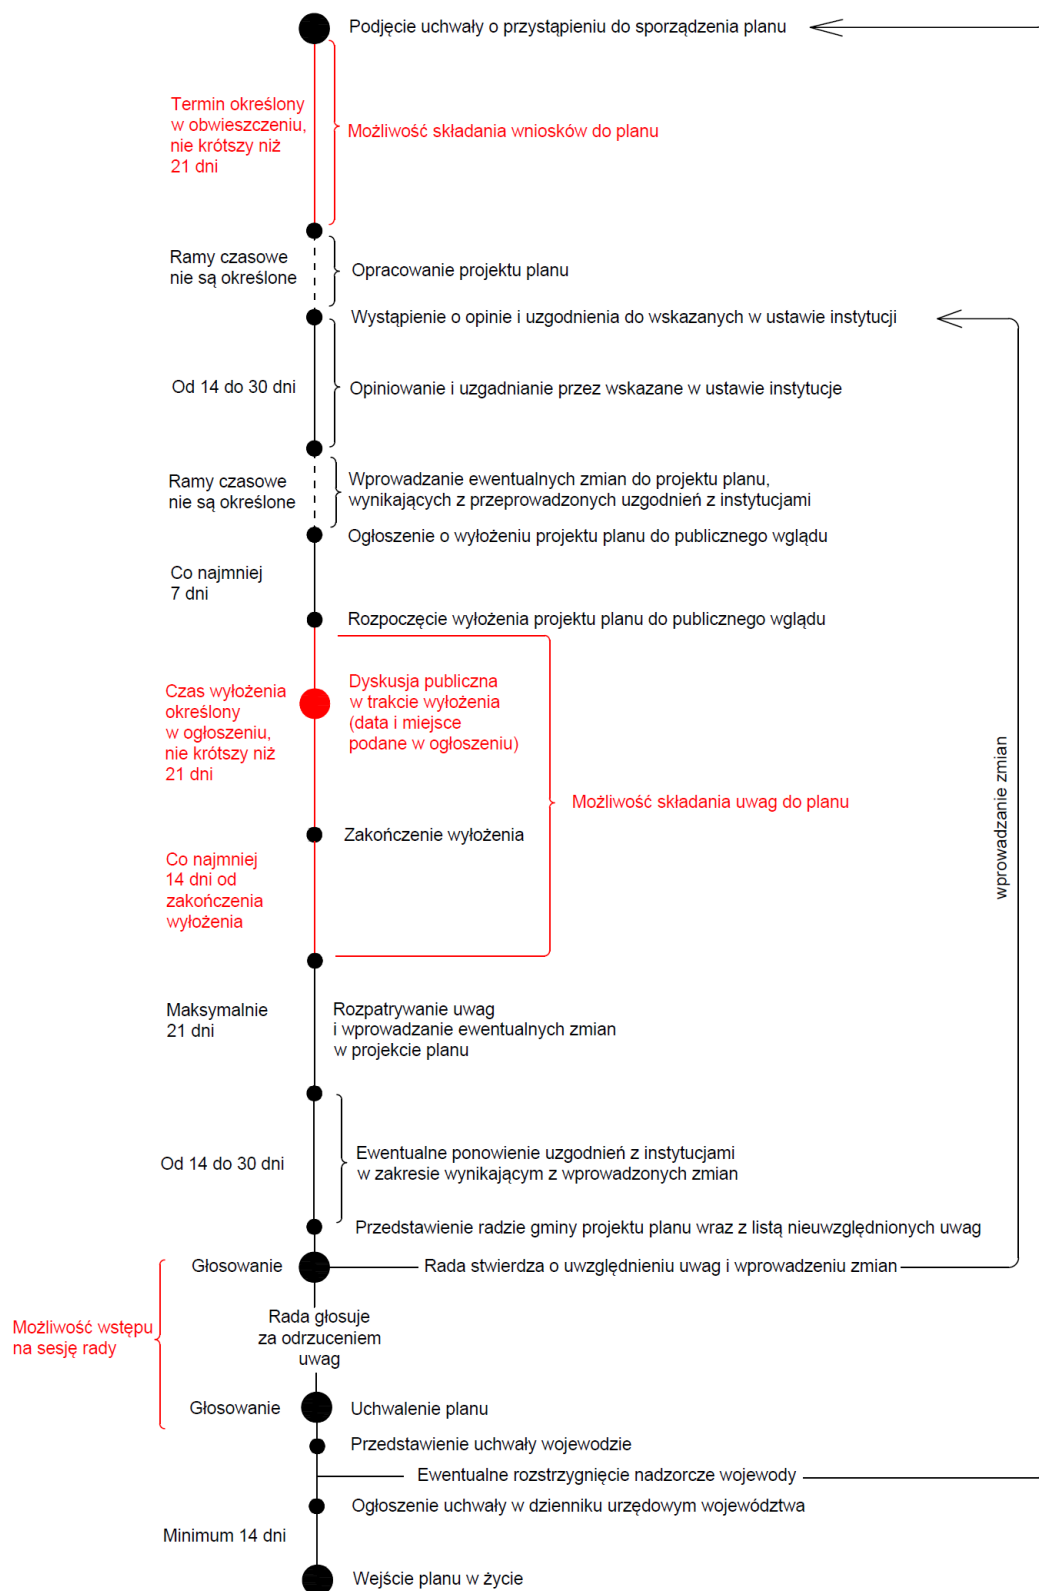 Podjęcie uchwały o przystąpieniu do sporządzenia planu
Termin określony
w obwieszczeniu,
nie krótszy niż
21 dni
Możliwość składania wniosków do planu
Ramy czasowe
nie są określone
Opracowanie projektu planu
Wystąpienie o opinie i uzgodnienia do wskazanych w ustawie instytucji
Od 14 do 30 dni
Opiniowanie i uzgadnianie przez wskazane w ustawie instytucje
Ramy czasowe
nie są określone
Wprowadzanie ewentualnych zmian do projektu planu,
wynikających z przeprowadzonych uzgodnień z instytucjami
Ogłoszenie o wyłożeniu projektu planu do publicznego wglądu
Co najmniej
7 dni
Rozpoczęcie wyłożenia projektu planu do publicznego wglądu
Czas wyłożenia
określony
w ogłoszeniu,
nie krótszy niż
21 dni
Dyskusja publiczna
w trakcie wyłożenia
(data i miejsce
podane w ogłoszeniu)
Możliwość składania uwag do planu
wprowadzanie zmian
Zakończenie wyłożenia
Co najmniej
14 dni od
zakończenia
wyłożenia
Maksymalnie
21 dni
Rozpatrywanie uwag
i wprowadzanie ewentualnych zmian
w projekcie planu
Od 14 do 30 dni
Ewentualne ponowienie uzgodnień z instytucjami
w zakresie wynikającym z wprowadzonych zmian
Przedstawienie radzie gminy projektu planu wraz z listą nieuwzględnionych uwag
Głosowanie
Rada stwierdza o uwzględnieniu uwag i wprowadzeniu zmian
Możliwość wstępu
na sesję rady
Rada głosuje
za odrzuceniem
uwag
Głosowanie
Uchwalenie planu
Przedstawienie uchwały wojewodzie
Ewentualne rozstrzygnięcie nadzorcze wojewody
Ogłoszenie uchwały w dzienniku urzędowym województwa
Minimum 14 dni
Wejście planu w życie